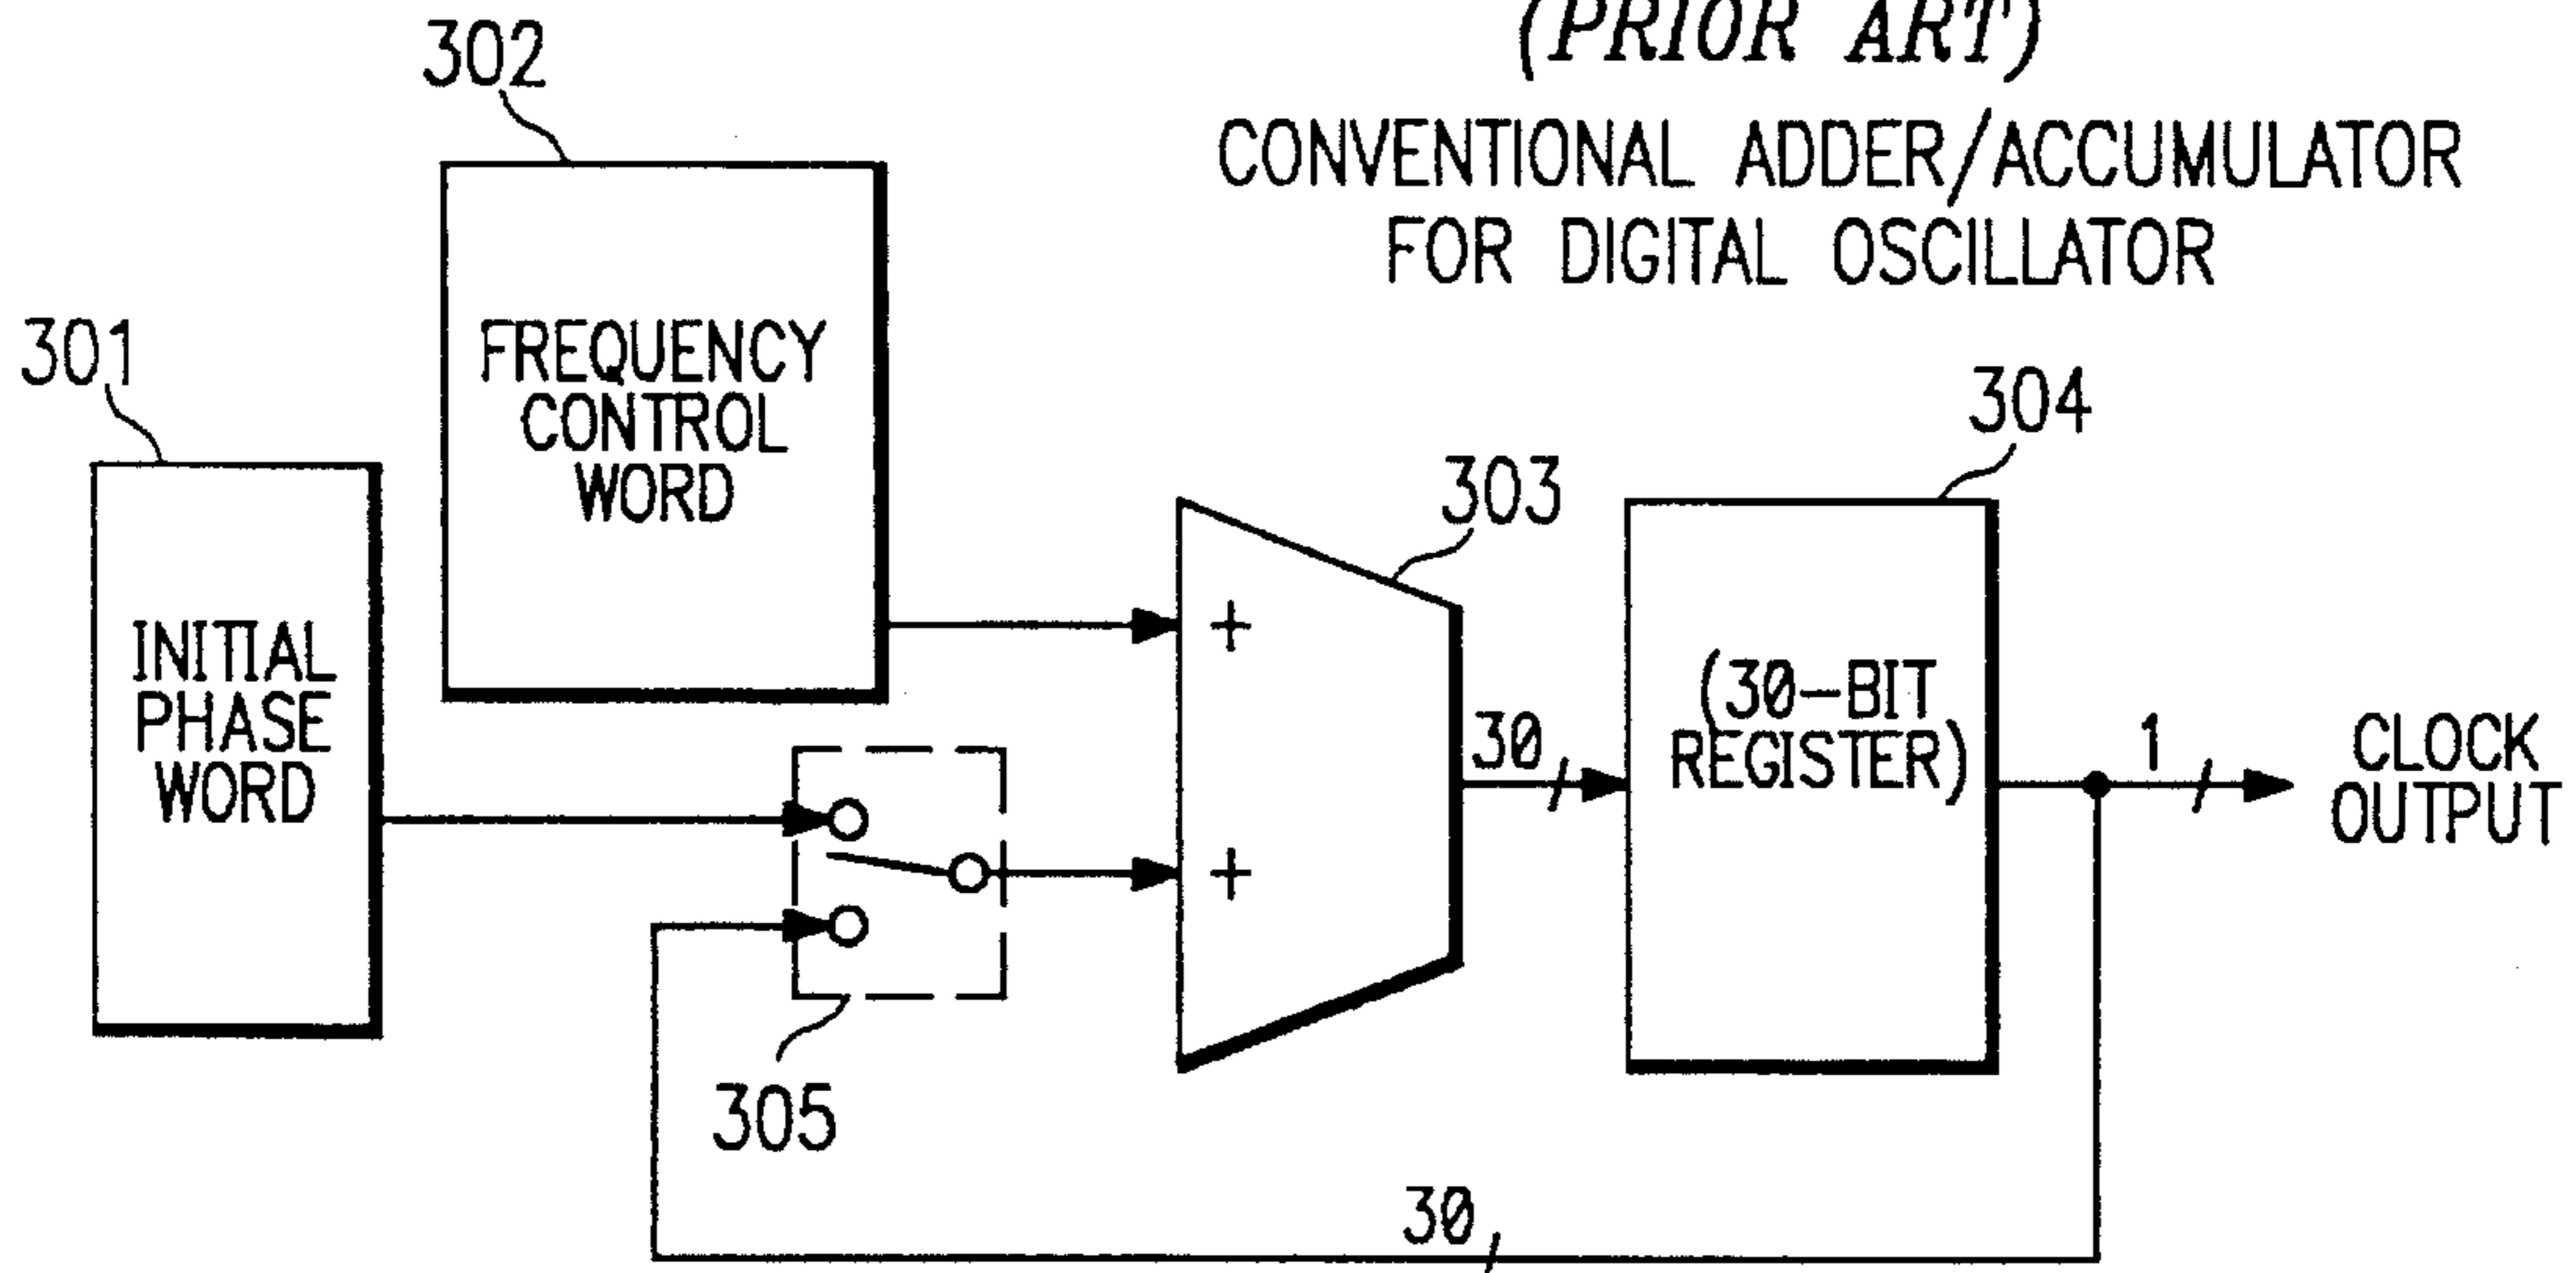 (PRIOR ART)
CONVENTIONAL ADDER/ACCUMULATOR
FOR DIGITAL OSCILLATOR
302
FREQUENCY
CONTROL
WORD
301
INITIAL
PHASE
WORD
303
+
+
304
30
(30-BIT
REGISTER)
1
CLOCK
OUTPUT
305
30